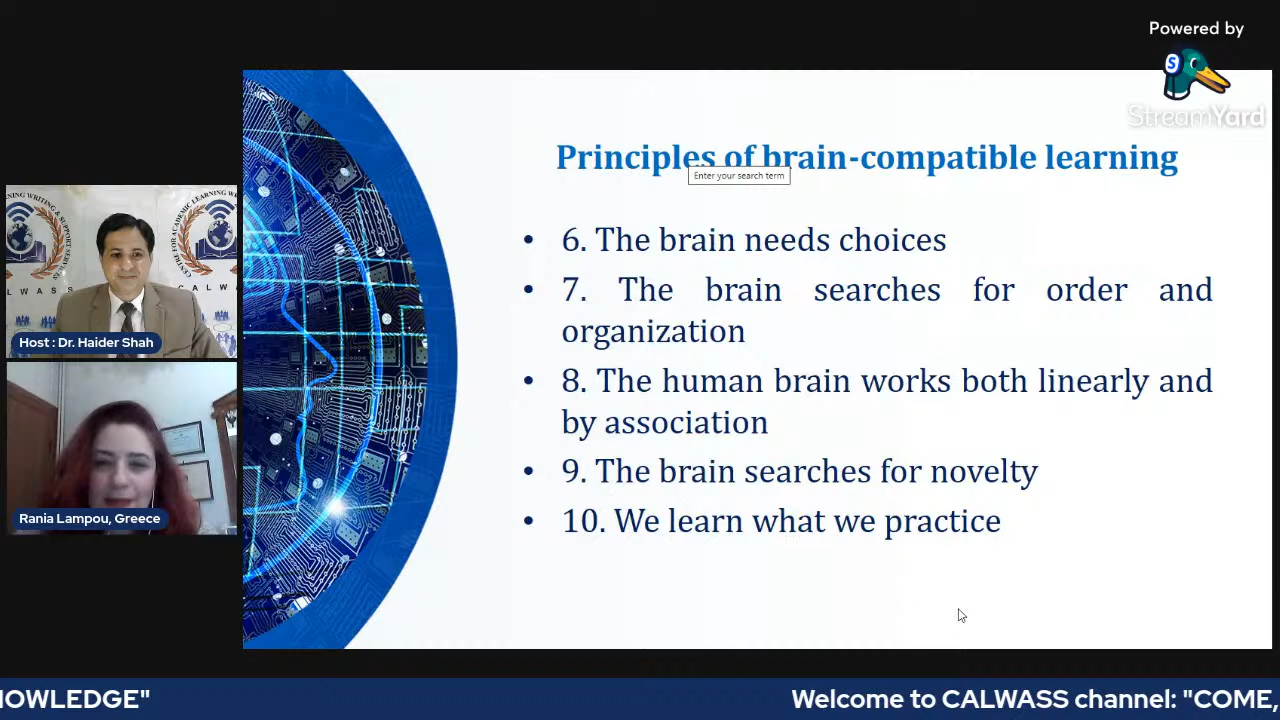 Powered by
S
StreamYard
Principles of brain-compatible learning
Enter your search term
• 6. The brain needs choices
• 7. The brain searches for order and
organization
• 8. The human brain works both linearly and
by association
• 9. The brain searches for novelty
• 10. We learn what we practice
CALWASS
Host : Dr. Haider Shah
Rania Lampou, Greece
NOWLEDGE"
Welcome to CALWASS channel: "COME,